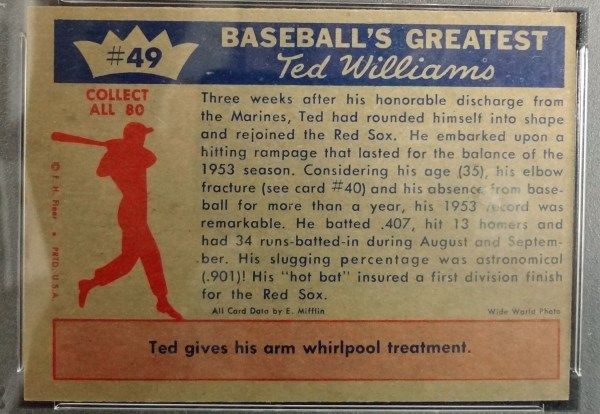 #49
BASEBALL'S GREATEST
Ted Williams
COLLECT
ALL 80
Three weeks after his honorable discharge from
the Marines, Ted had rounded himself into shape
and rejoined the Red Sox. He embarked upon a
hitting rampage that lasted for the balance of the
1953 season. Considering his age (35), his elbow
fracture (see card #40) and his absence from base-
ball for more than a year, his 1953 record was
remarkable. He batted .407, hit 13 homers and
had 34 runs-batted-in during August and Septem-
ber. His slugging percentage was astronomical
(.901)! His "hot bat" insured a first division finish
for the Red Sox.
© F. H. Fleer • PRTD. U.S.A.
All Card Data by E. Mifflin
Wide World Photo
Ted gives his arm whirlpool treatment.